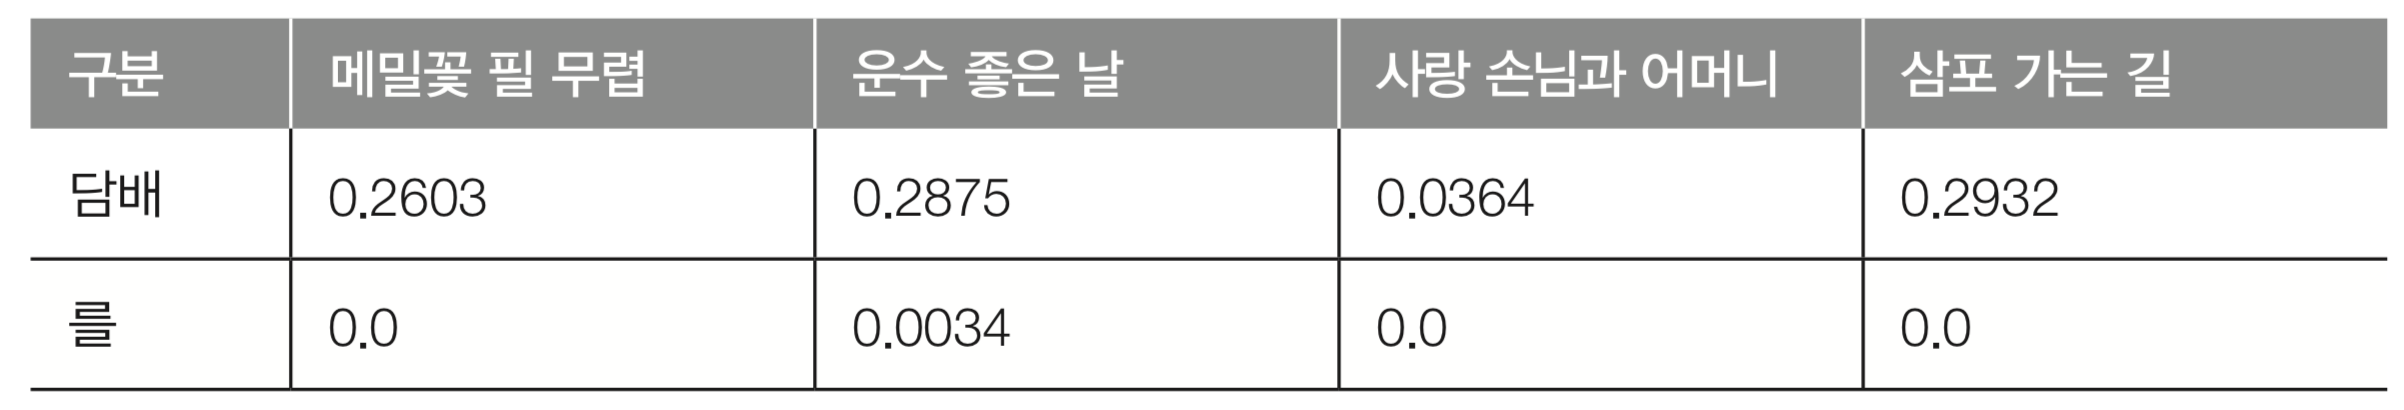 구분 메밀꽃 필 무렵 운수 좋은 날 사랑 손님과 어머니 삼포 가는 길
담배 0.2603 0.2875 0.0364 0.2932
를 0.0 0.0034 0.0 0.0